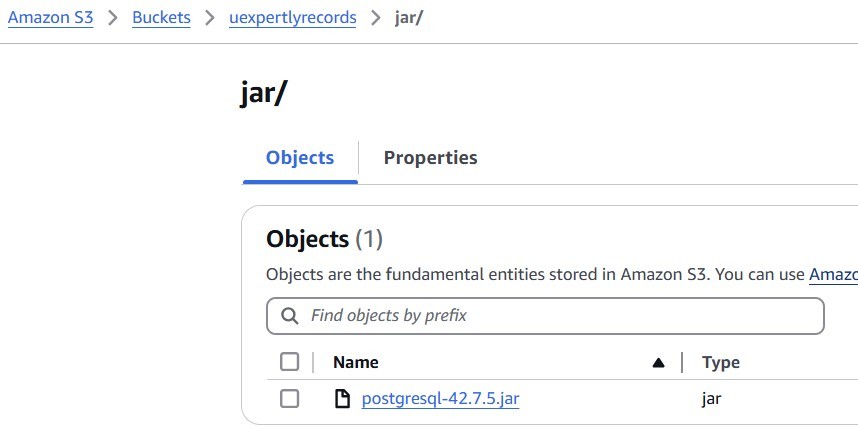 Amazon S3 > Buckets > uexpertlyrecords > jar/
jar/
Objects Properties
Objects (1)
Objects are the fundamental entities stored in Amazon S3. You can use Amazo
Find objects by prefix
Name Type
postgresql-42.7.5.jar jar